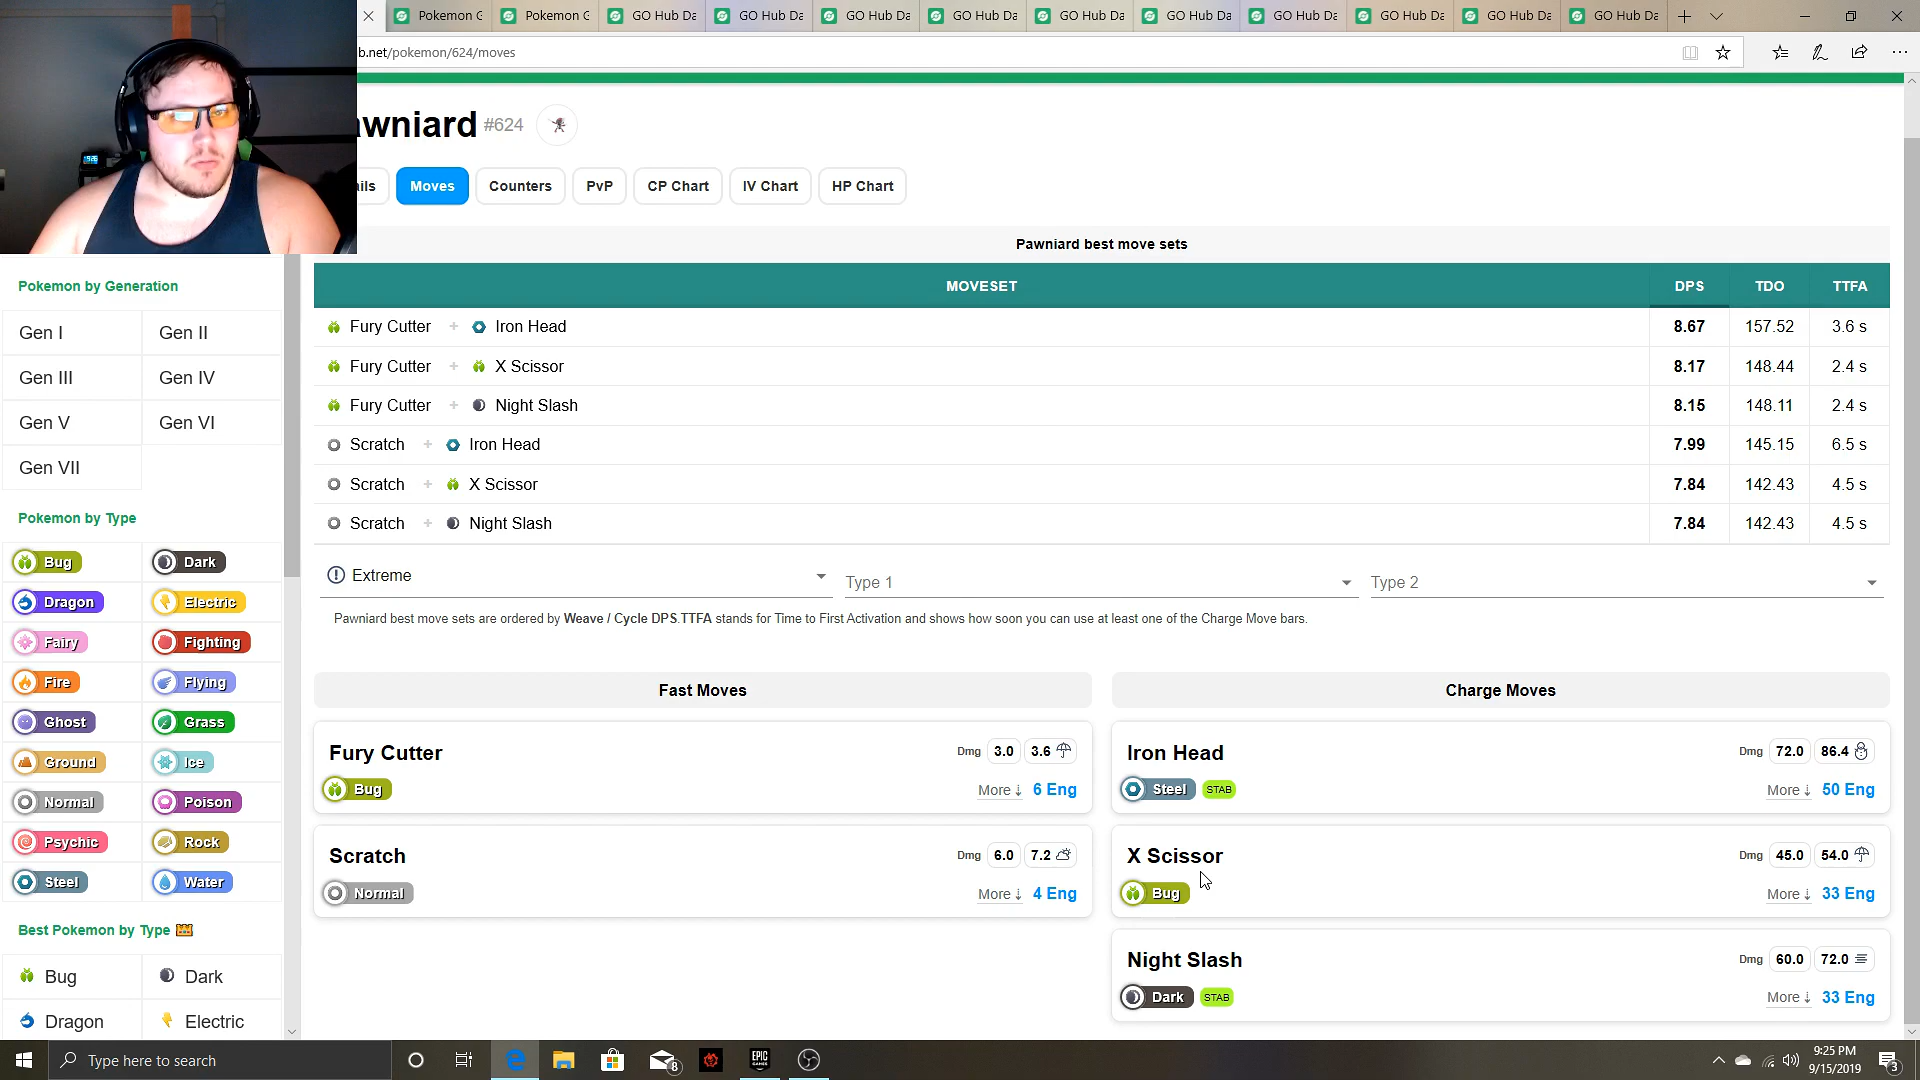 Pokemon G
Pokemon G
GO Hub Da
GO Hub Da
GO Hub Da
GO Hub Da
GO Hub Da
GO Hub Da
GO Hub Da
GO Hub Da
GO Hub Da
GO Hub Da
b.net/pokemon/624/moves
awniard #624
ils
Moves
Counters
PvP
CP Chart
IV Chart
HP Chart
Pawniard best move sets
MOVESET DPS TDO TTFA
Fury Cutter + Iron Head 8.67 157.52 3.6 s
Fury Cutter + X Scissor 8.17 148.44 2.4 s
Fury Cutter + Night Slash 8.15 148.11 2.4 s
Scratch + Iron Head 7.99 145.15 6.5 s
Scratch + X Scissor 7.84 142.43 4.5 s
Scratch + Night Slash 7.84 142.43 4.5 s
Extreme
Type 1
Type 2
Pawniard best move sets are ordered by Weave / Cycle DPS.TTFA stands for Time to First Activation and shows how soon you can use at least one of the Charge Move bars.
Fast Moves
Fury Cutter Dmg 3.0 3.6
Bug More ↓ 6 Eng
Scratch Dmg 6.0 7.2
Normal More ↓ 4 Eng
Charge Moves
Iron Head Dmg 72.0 86.4
Steel STAB More ↓ 50 Eng
X Scissor Dmg 45.0 54.0
Bug More ↓ 33 Eng
Night Slash Dmg 60.0 72.0
Dark STAB More ↓ 33 Eng
Pokemon by Generation
Gen I Gen II
Gen III Gen IV
Gen V Gen VI
Gen VII
Pokemon by Type
Bug Dark
Dragon Electric
Fairy Fighting
Fire Flying
Ghost Grass
Ground Ice
Normal Poison
Psychic Rock
Steel Water
Best Pokemon by Type
Bug Dark
Dragon Electric
Type here to search
8
EPIC GAMES
9:25 PM
9/15/2019
3